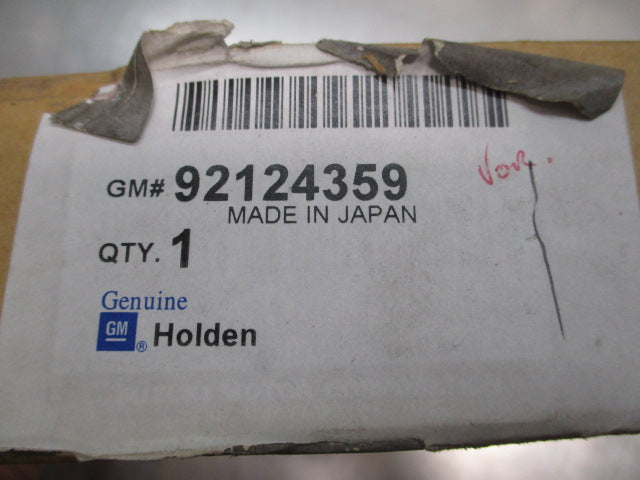 GM# 92124359
MADE IN JAPAN
QTY. 1
Genuine
GM® Holden